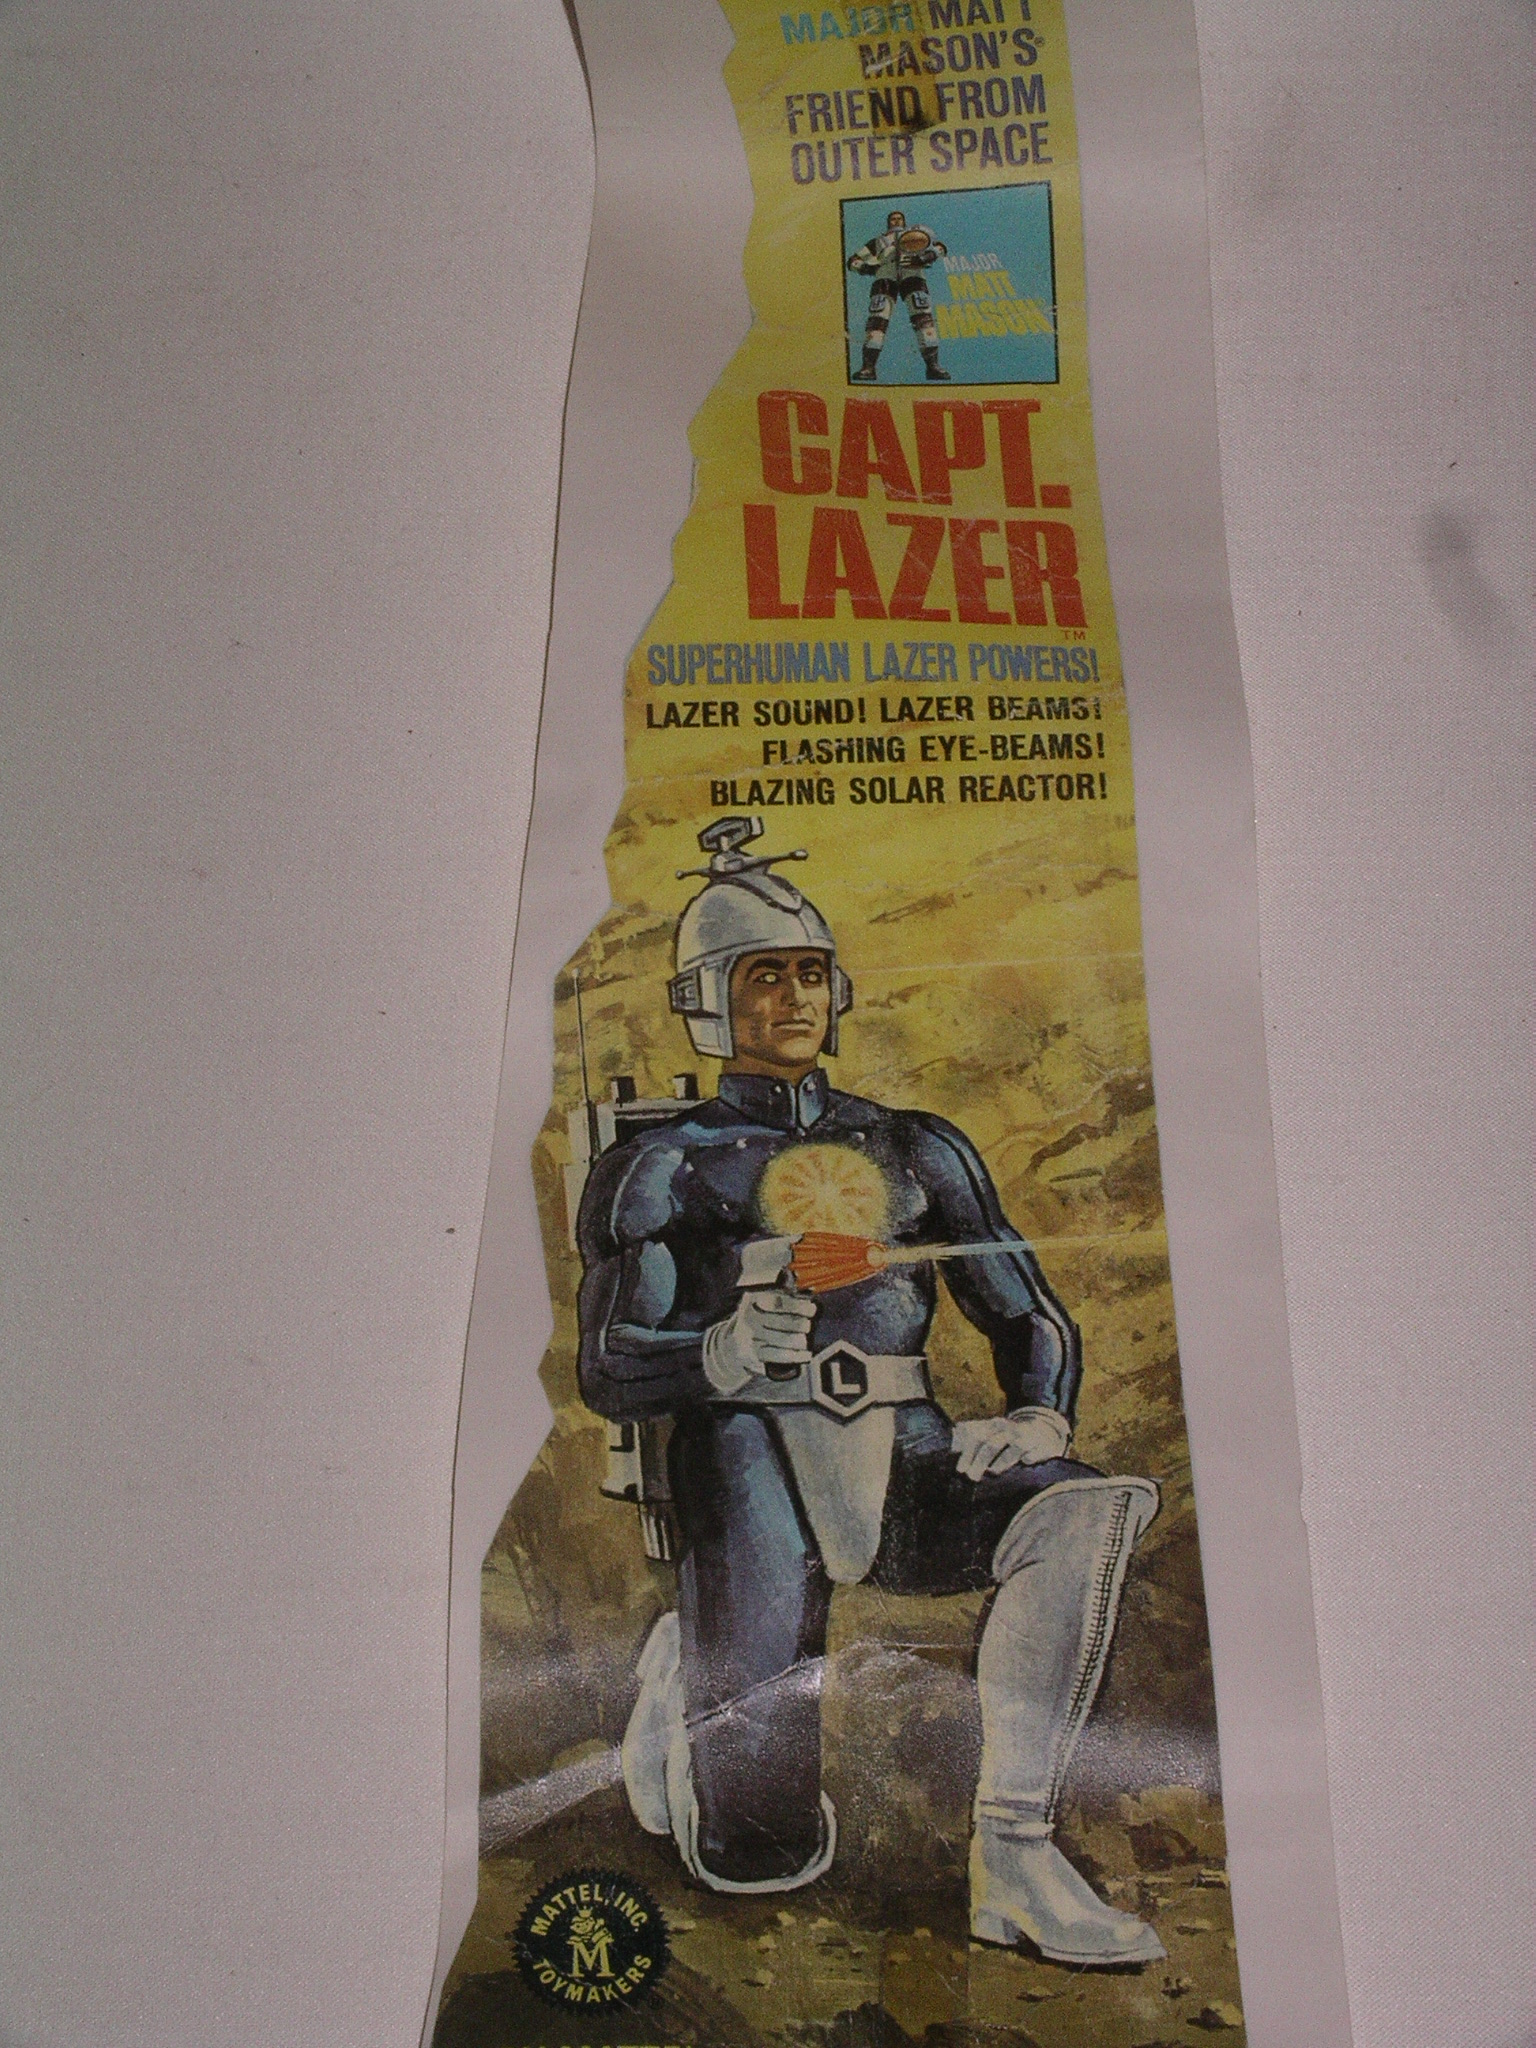 MAJOR MATT
MASON'S®
FRIEND FROM
OUTER SPACE
MAJOR
MATT
MASON
CAPT.
LAZER
TM
SUPERHUMAN LAZER POWERS!
LAZER SOUND! LAZER BEAMS!
FLASHING EYE-BEAMS!
BLAZING SOLAR REACTOR!
L
MATTEL, INC.
M
TOYMAKERS